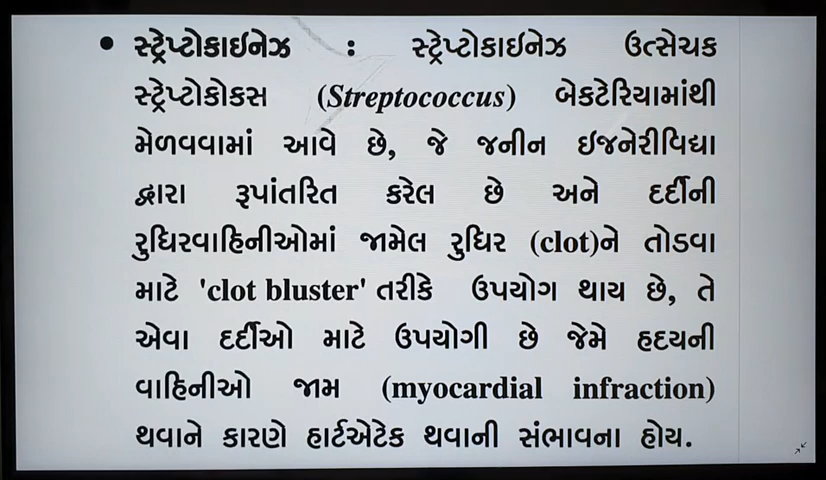 • સ્ટ્રેપ્ટોકાઈનેઝ : સ્ટ્રેપ્ટોકાઈનેઝ ઉત્સેચક
સ્ટ્રેપ્ટોકોકસ (Streptococcus) બેક્ટેરિયામાંથી
મેળવવામાં આવે છે, જે જનીન ઈજનેરીવિદ્યા
દ્વારા રૂપાંતરિત કરેલ છે અને દર્દીની
રુધિરવાહિનીઓમાં જામેલ રુધિર (clot)ને તોડવા
માટે 'clot bluster' તરીકે ઉપયોગ થાય છે, તે
એવા દર્દીઓ માટે ઉપયોગી છે જેમે હૃદયની
વાહિનીઓ જામ (myocardial infraction)
થવાને કારણે હાર્ટએટેક થવાની સંભાવના હોય.